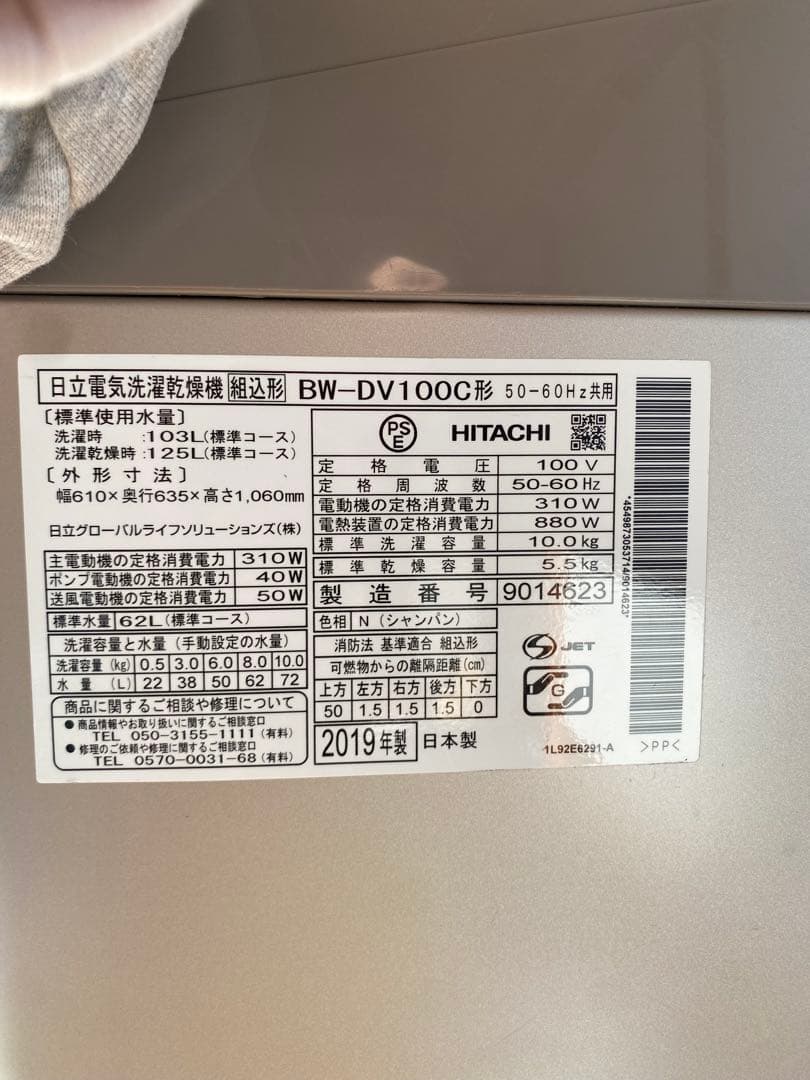 日立電気洗濯乾燥機 組込形 BW-DV100C形 50-60Hz共用
〔標準使用水量〕
洗濯時 :103L(標準コース)
洗濯乾燥時:125L(標準コース)
〔外形寸法〕
幅610×奥行635×高さ1,060mm
日立グローバルライフソリューションズ(株)
主電動機の定格消費電力 310W
ポンプ電動機の定格消費電力 40W
送風電動機の定格消費電力 50W
標準水量 62L(標準コース)
洗濯容量と水量(手動設定の水量)
洗濯容量(kg) 0.5 3.0 6.0 8.0 10.0
水量(L) 22 38 50 62 72
商品に関するご相談や修理について
●商品情報やお取り扱いに関するご相談窓口
TEL 050-3155-1111(有料)
●修理のご依頼や修理に関するご相談窓口
TEL 0570-0031-68(有料)
PS
E
HITACHI
定格電圧 100V
定格周波数 50-60Hz
電動機の定格消費電力 310W
電熱装置の定格消費電力 880W
標準洗濯容量 10.0kg
標準乾燥容量 5.5kg
製造番号 9014623
色相 N(シャンパン)
消防法 基準適合 組込形
可燃物からの離隔距離(cm)
上方 左方 右方 後方 下方
50 1.5 1.5 1.5 0
2019年製 日本製
S JET
G
1L92E6291-A >PP<
*4549873053714/9014623*